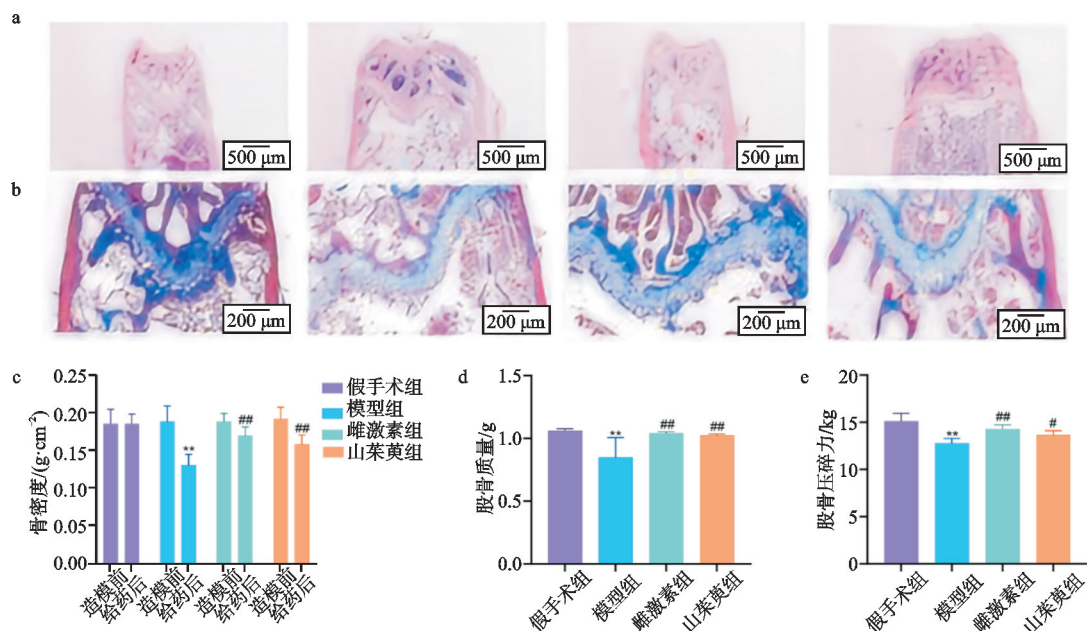 a
500 μm
500 μm
500 μm
500 μm
b
200 μm
200 μm
200 μm
200 μm
c
骨密度/(g·cm⁻²)
0.25
0.20
0.15
0.10
0.05
0.00
**
##
##
造模前
给药后
造模前
给药后
造模前
给药后
造模前
给药后
假手术组
模型组
雌激素组
山茱萸组
d
股骨质量/g
1.5
1.0
0.5
0.0
**
##
##
假手术组
模型组
雌激素组
山茱萸组
e
股骨压碎力/kg
20
15
10
5
0
**
##
#
假手术组
模型组
雌激素组
山茱萸组